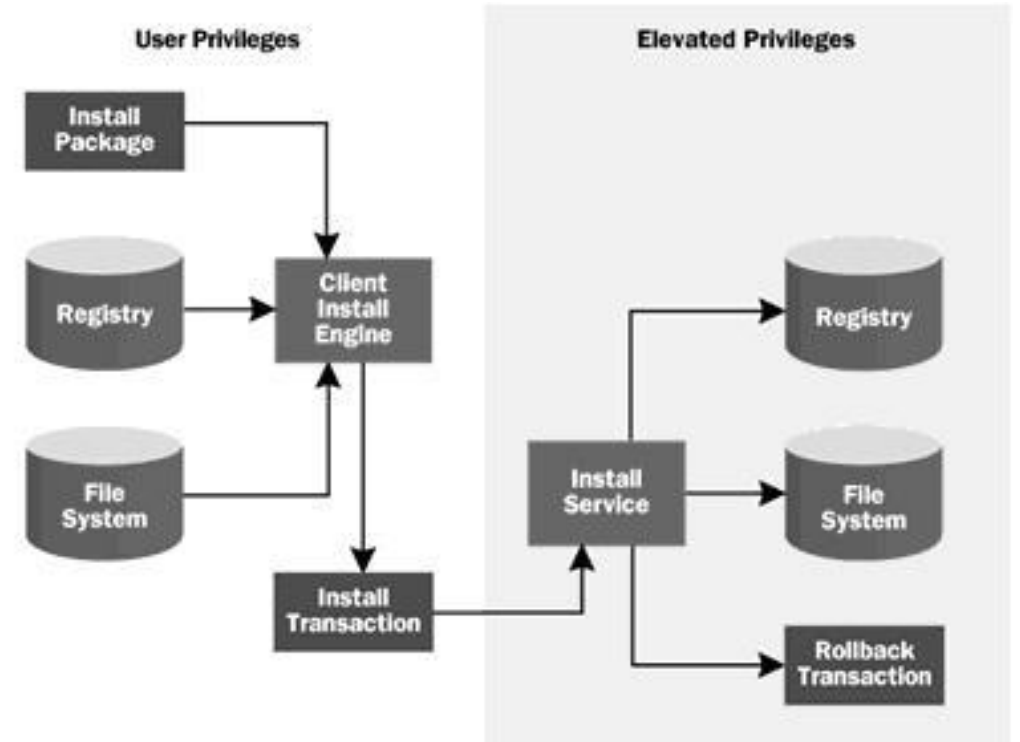 User Privileges
Elevated Privileges
Install
Package
Registry
Client
Install
Engine
Registry
File
System
Install
Service
File
System
Install
Transaction
Rollback
Transaction